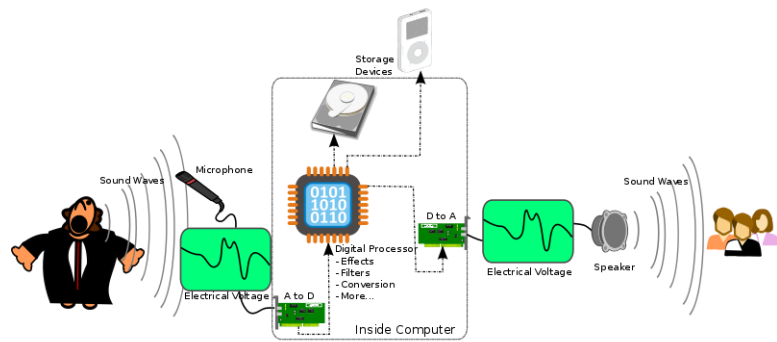 Storage
Devices
Sound Waves
Microphone
0101
1010
0110
Electrical Voltage
A to D
Digital Processor
- Effects
- Filters
- Conversion
- More...
Inside Computer
D to A
Electrical Voltage
Speaker
Sound Waves